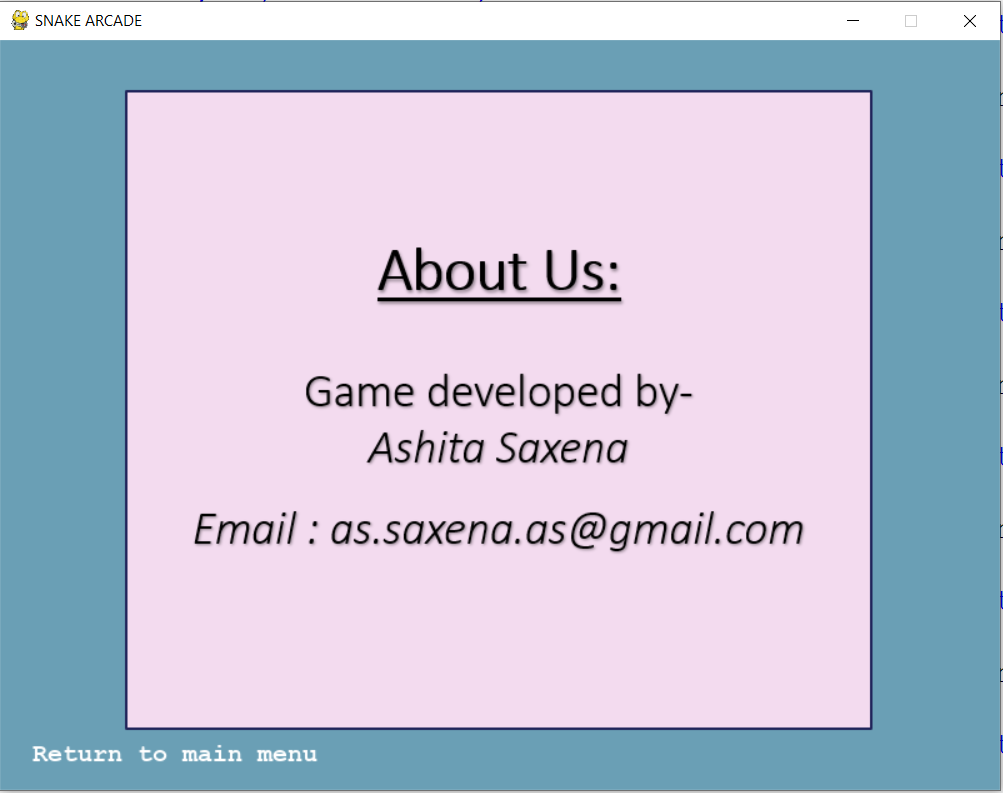 SNAKE ARCADE
About Us:
Game developed by-
Ashita Saxena
Email : as.saxena.as@gmail.com
Return to main menu